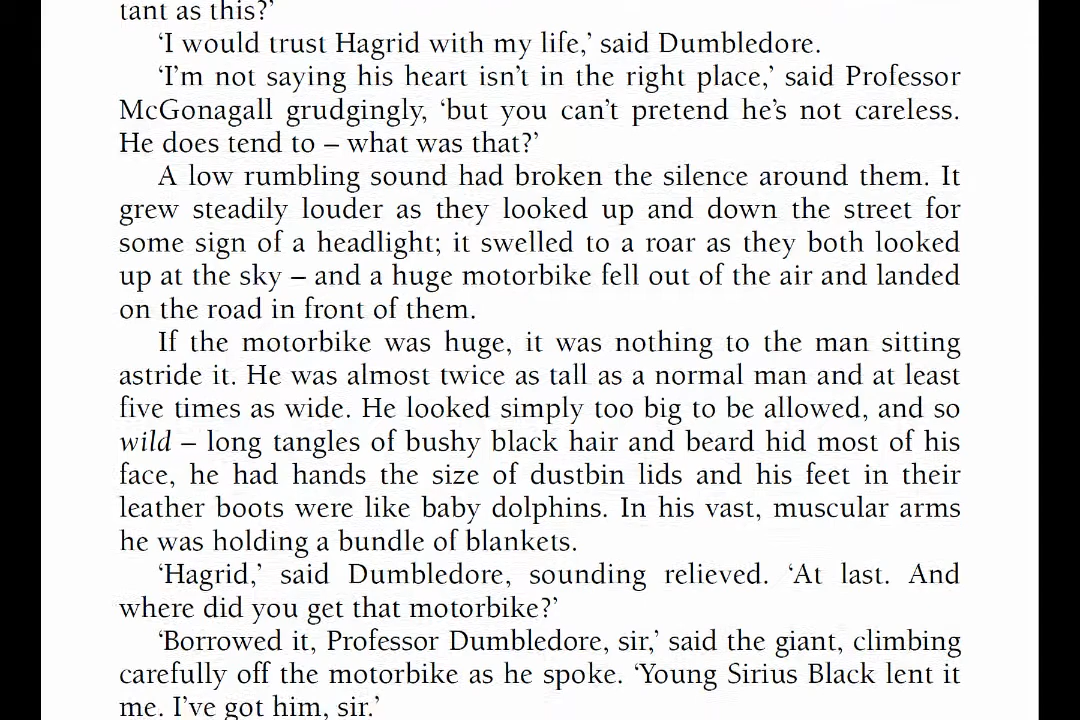 tant as this?’
‘I would trust Hagrid with my life,’ said Dumbledore.
‘I’m not saying his heart isn’t in the right place,’ said Professor
McGonagall grudgingly, ‘but you can’t pretend he’s not careless.
He does tend to – what was that?’
A low rumbling sound had broken the silence around them. It
grew steadily louder as they looked up and down the street for
some sign of a headlight; it swelled to a roar as they both looked
up at the sky – and a huge motorbike fell out of the air and landed
on the road in front of them.
If the motorbike was huge, it was nothing to the man sitting
astride it. He was almost twice as tall as a normal man and at least
five times as wide. He looked simply too big to be allowed, and so
wild – long tangles of bushy black hair and beard hid most of his
face, he had hands the size of dustbin lids and his feet in their
leather boots were like baby dolphins. In his vast, muscular arms
he was holding a bundle of blankets.
‘Hagrid,’ said Dumbledore, sounding relieved. ‘At last. And
where did you get that motorbike?’
‘Borrowed it, Professor Dumbledore, sir,’ said the giant, climbing
carefully off the motorbike as he spoke. ‘Young Sirius Black lent it
me. I’ve got him, sir.’